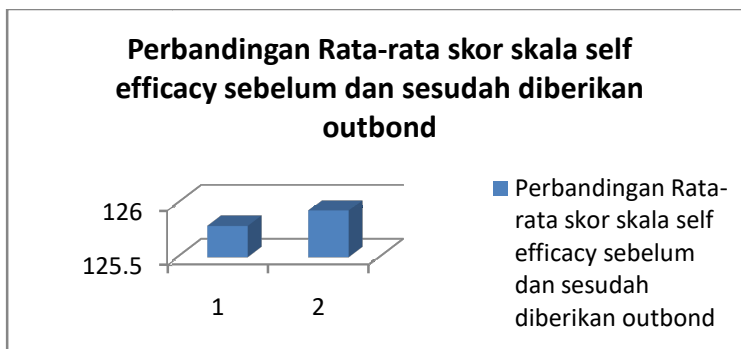 Perbandingan Rata-rata skor skala self
efficacy sebelum dan sesudah diberikan
outbond
126
125.5
1
2
Perbandingan Rata-
rata skor skala self
efficacy sebelum
dan sesudah
diberikan outbond